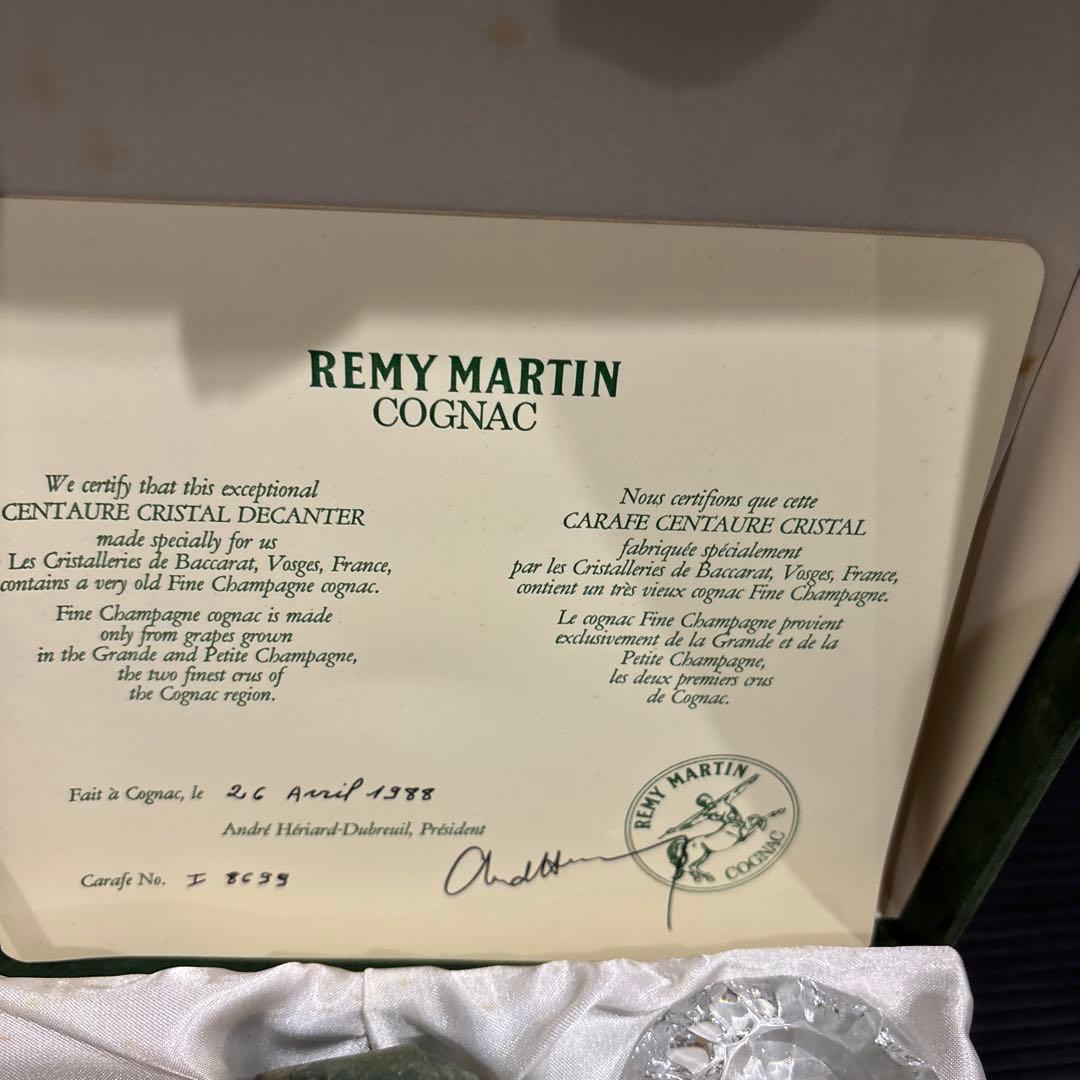 REMY MARTIN
COGNAC
We certify that this exceptional
CENTAURE CRISTAL DECANTER
made specially for us
Les Cristalleries de Baccarat, Vosges, France,
contains a very old Fine Champagne cognac.
Fine Champagne cognac is made
only from grapes grown
in the Grande and Petite Champagne,
the two finest crus of
the Cognac region.
Nous certifions que cette
CARAFE CENTAURE CRISTAL
fabriquée spécialement
par les Cristalleries de Baccarat, Vosges, France,
contient un très vieux cognac Fine Champagne.
Le cognac Fine Champagne provient
exclusivement de la Grande et de la
Petite Champagne,
les deux premiers crus
de Cognac.
Fait à Cognac, le 26 Avril 1988
André Hériard-Dubreuil, Président
Carafe No. I 8699
REMY MARTIN
COGNAC